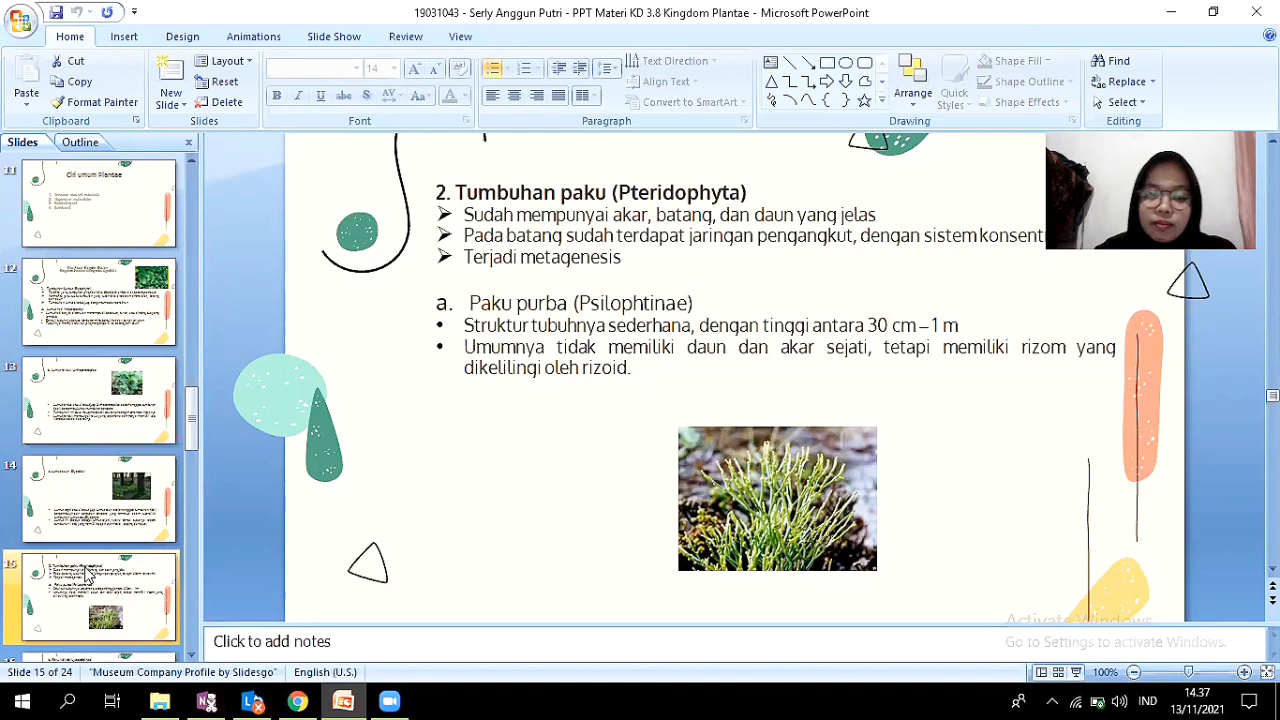 19031043 - Serly Anggun Putri - PPT Materi KD 3.8 Kingdom Plantae - Microsoft PowerPoint
Home Insert Design Animations Slide Show Review View
Cut
Copy
Format Painter
Paste
Clipboard
New
Slide
Layout
Reset
Delete
Slides
14
Font
Text Direction
Align Text
Convert to SmartArt
Paragraph
Arrange
Quick
Styles
Shape Fill
Shape Outline
Shape Effects
Drawing
Find
Replace
Select
Editing
Slides Outline
11
Ciri umum Plantae
12
13
14
15
2. Tumbuhan paku (Pteridophyta)
Sudah mempunyai akar, batang, dan daun yang jelas
Pada batang sudah terdapat jaringan pengangkut, dengan sistem konsent
Terjadi metagenesis
a. Paku purba (Psilophtinae)
• Struktur tubuhnya sederhana, dengan tinggi antara 30 cm – 1 m
• Umumnya tidak memiliki daun dan akar sejati, tetapi memiliki rizom yang
dikelilingi oleh rizoid.
Activate Windows
Go to Settings to activate Windows.
Click to add notes
Slide 15 of 24 "Museum Company Profile by Slidesgo" English (U.S.) 100%
IND
14.37
13/11/2021